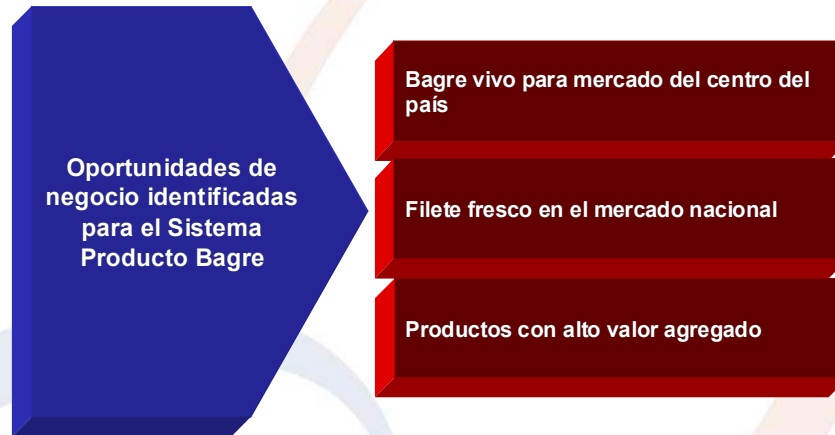 Oportunidades de
negocio identificadas
para el Sistema
Producto Bagre
Bagre vivo para mercado del centro del
país
Filete fresco en el mercado nacional
Productos con alto valor agregado